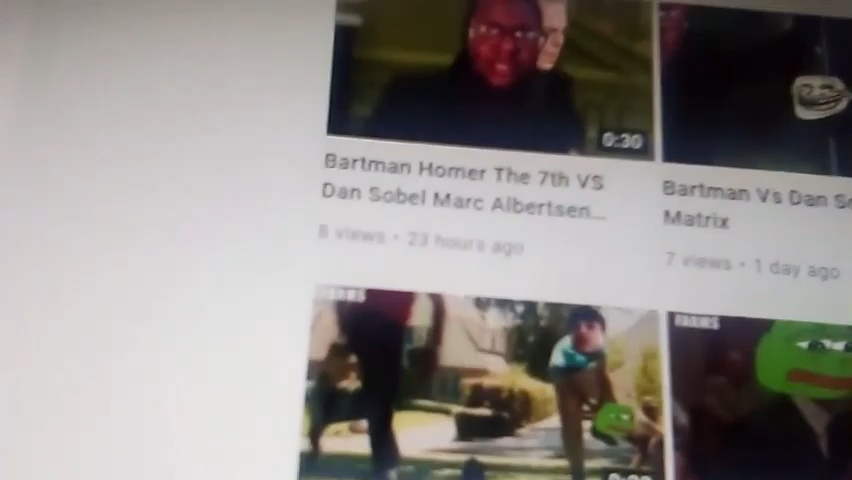 0:30
Bartman Homer The 7th VS
Dan Sobel Marc Albertsen...
8 views • 23 hours ago
Bartman Vs Dan
Matrix
7 views • 1 day ago
FARMS